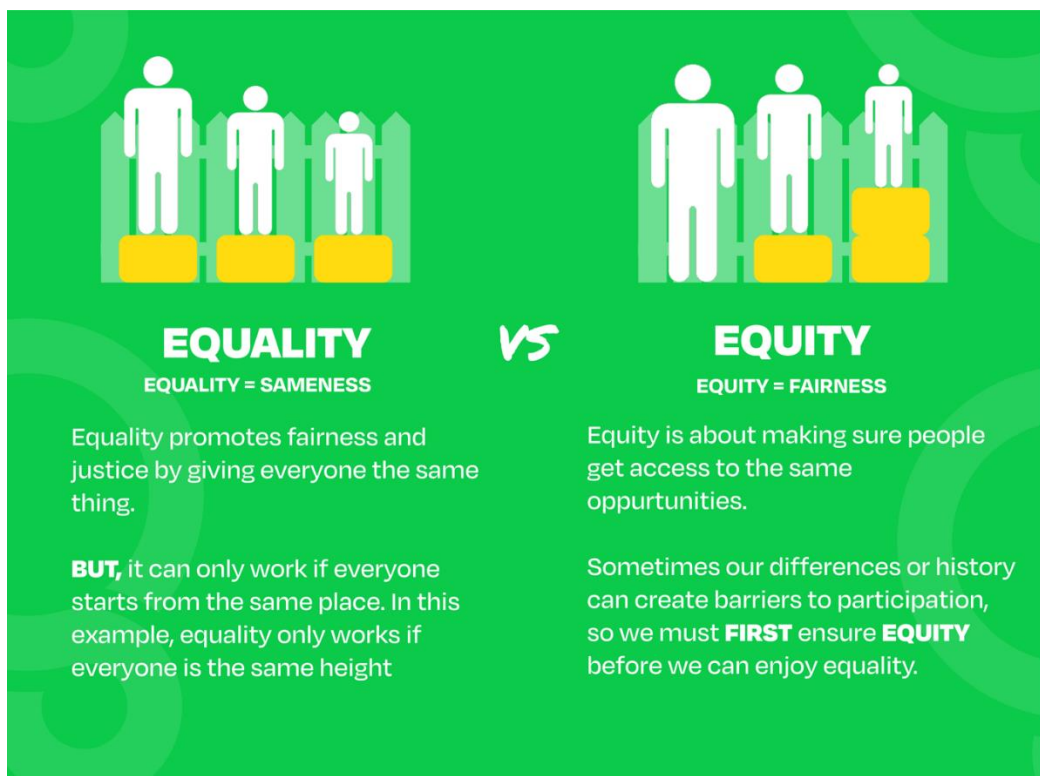 EQUALITY
EQUALITY = SAMENESS
Equality promotes fairness and
justice by giving everyone the same
thing.
BUT, it can only work if everyone
starts from the same place. In this
example, equality only works if
everyone is the same height
VS
EQUITY
EQUITY = FAIRNESS
Equity is about making sure people
get access to the same
oppurtunities.
Sometimes our differences or history
can create barriers to participation,
so we must FIRST ensure EQUITY
before we can enjoy equality.